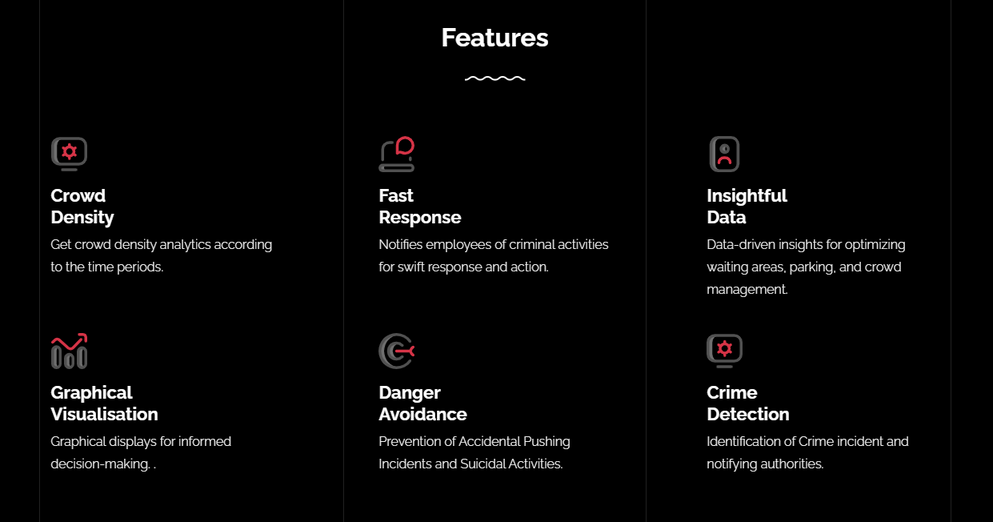 Features
Crowd
Density
Get crowd density analytics according
to the time periods.
Fast
Response
Notifies employees of criminal activities
for swift response and action.
Insightful
Data
Data-driven insights for optimizing
waiting areas, parking, and crowd
management.
Graphical
Visualisation
Graphical displays for informed
decision-making. .
Danger
Avoidance
Prevention of Accidental Pushing
Incidents and Suicidal Activities.
Crime
Detection
Identification of Crime incident and
notifying authorities.